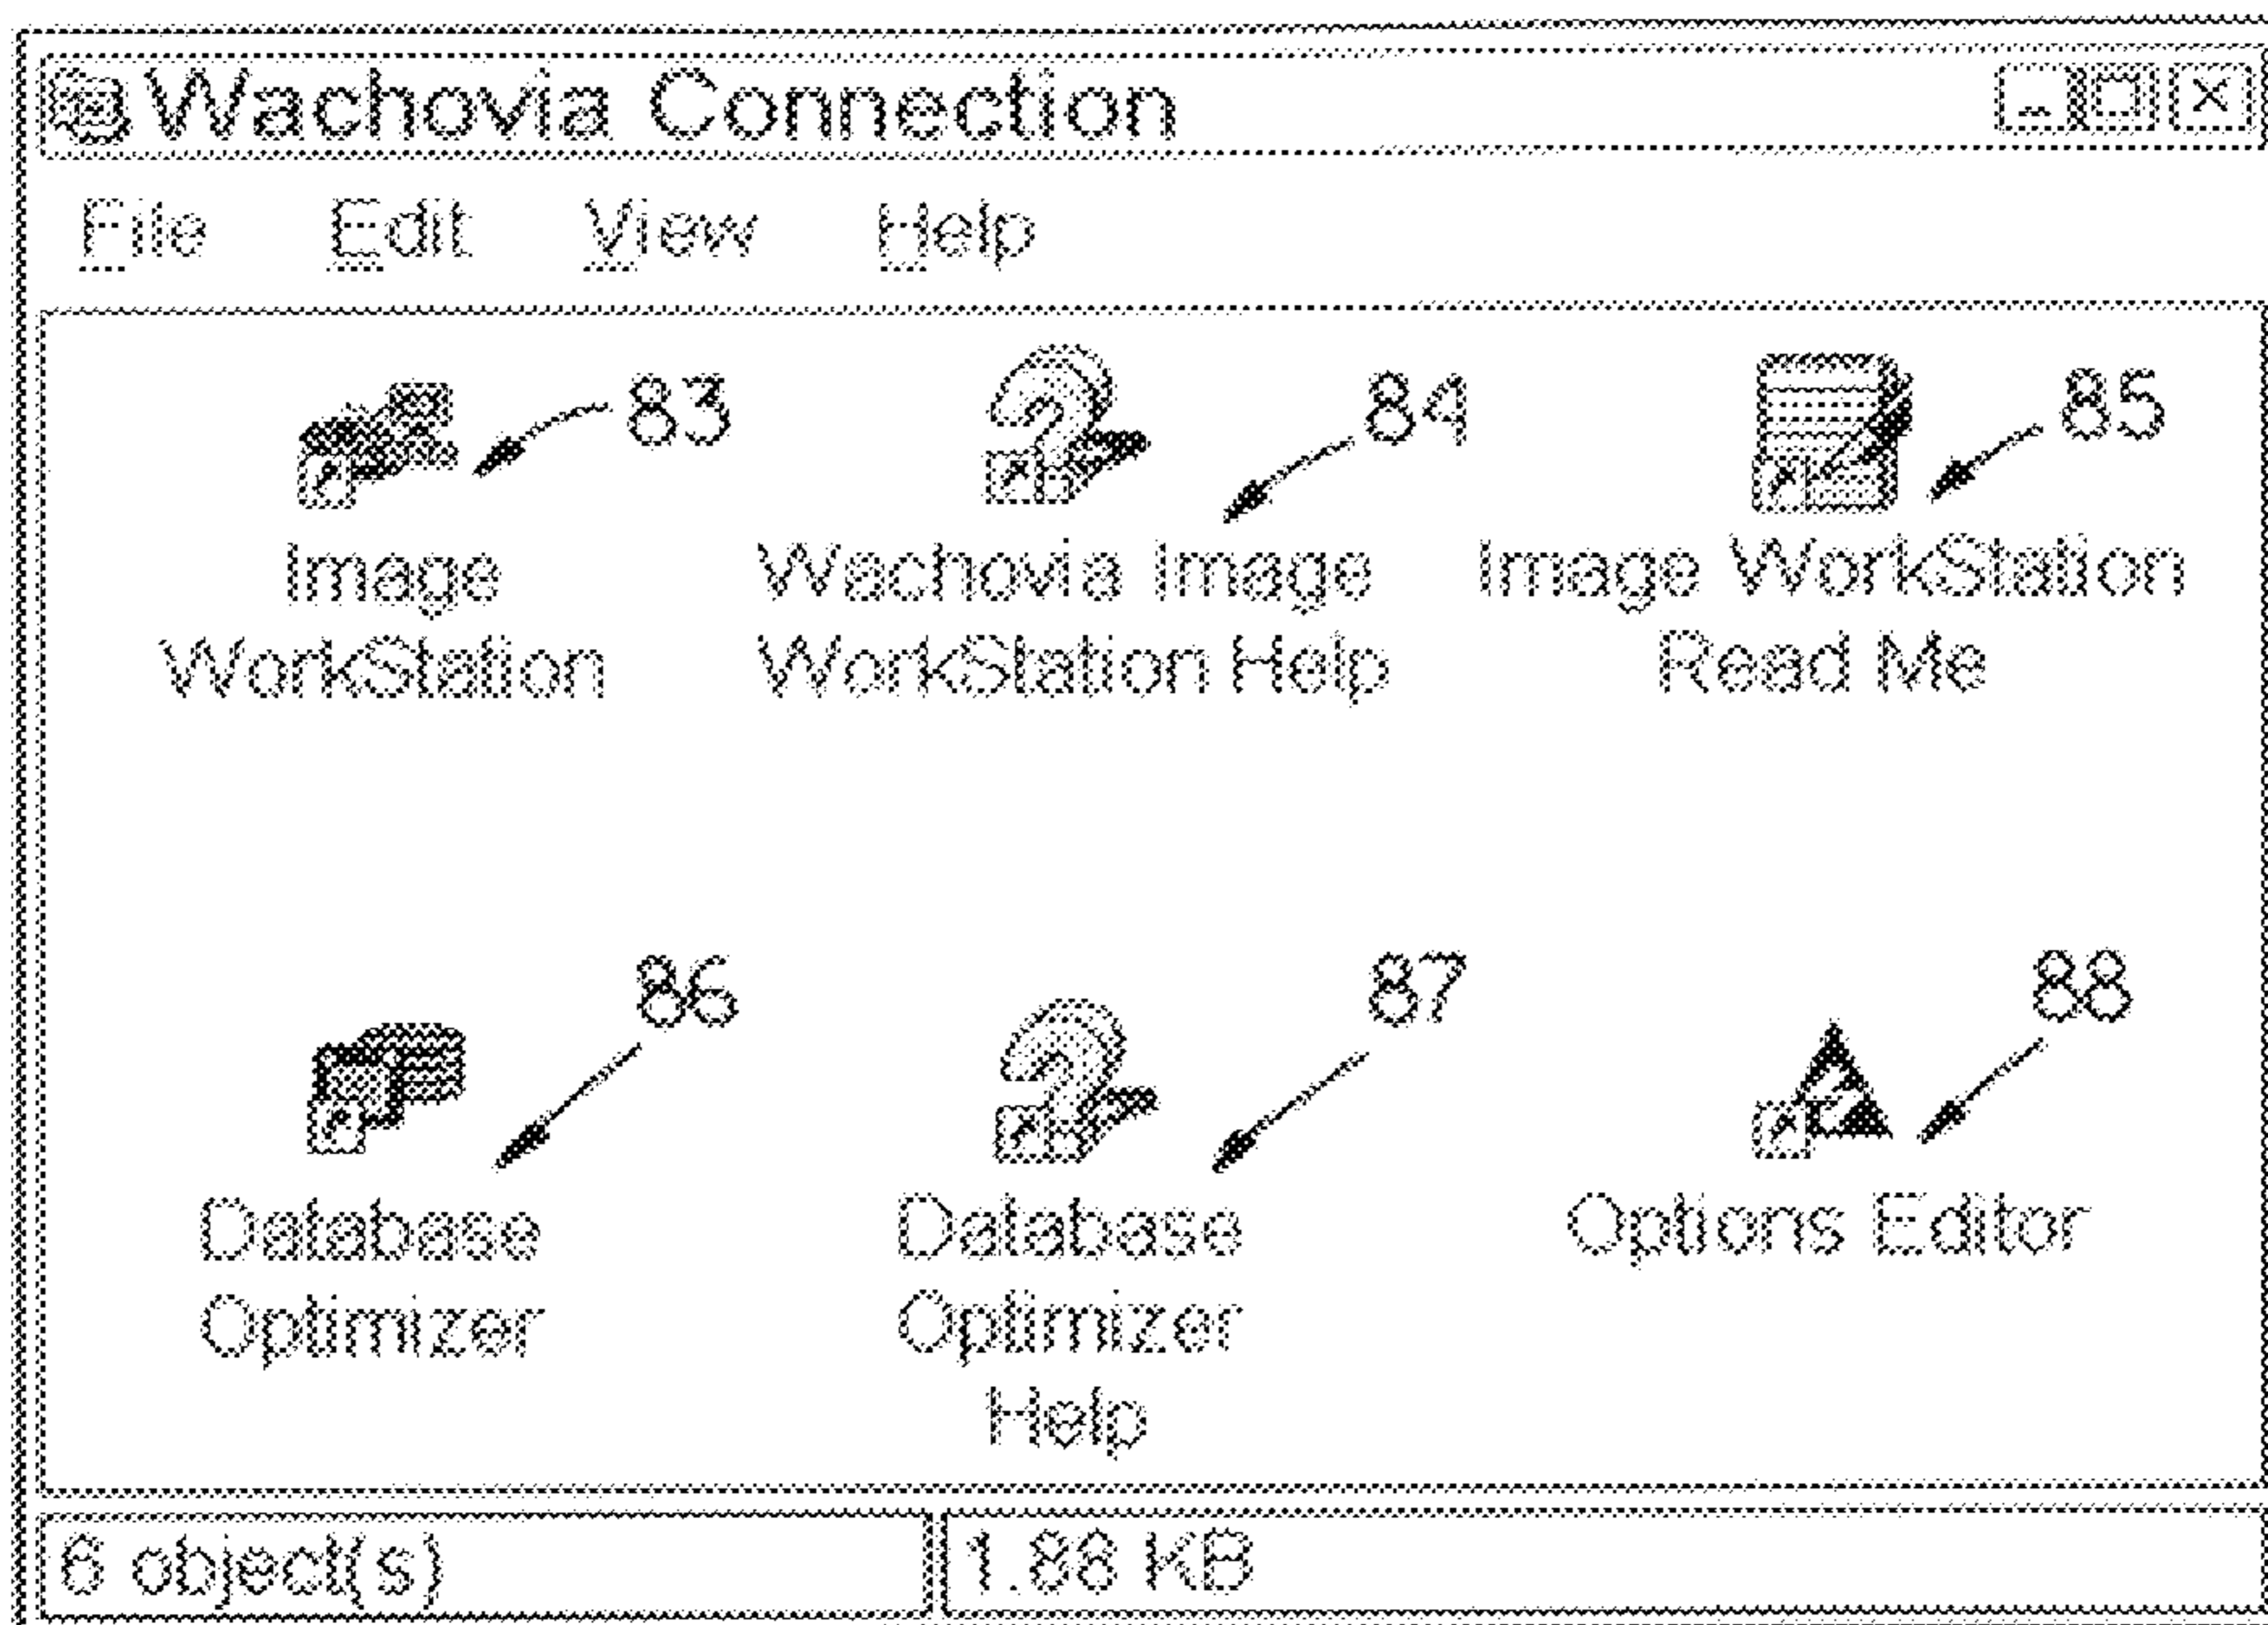 Wachovia Connection
File Edit View Help
83 84 85
Image Wachovia Image Image WorkStation
WorkStation WorkStation Help Read Me
86 87 88
Database Database Options Editor
Optimizer Optimizer
Help
6 object(s) 1.88 KB